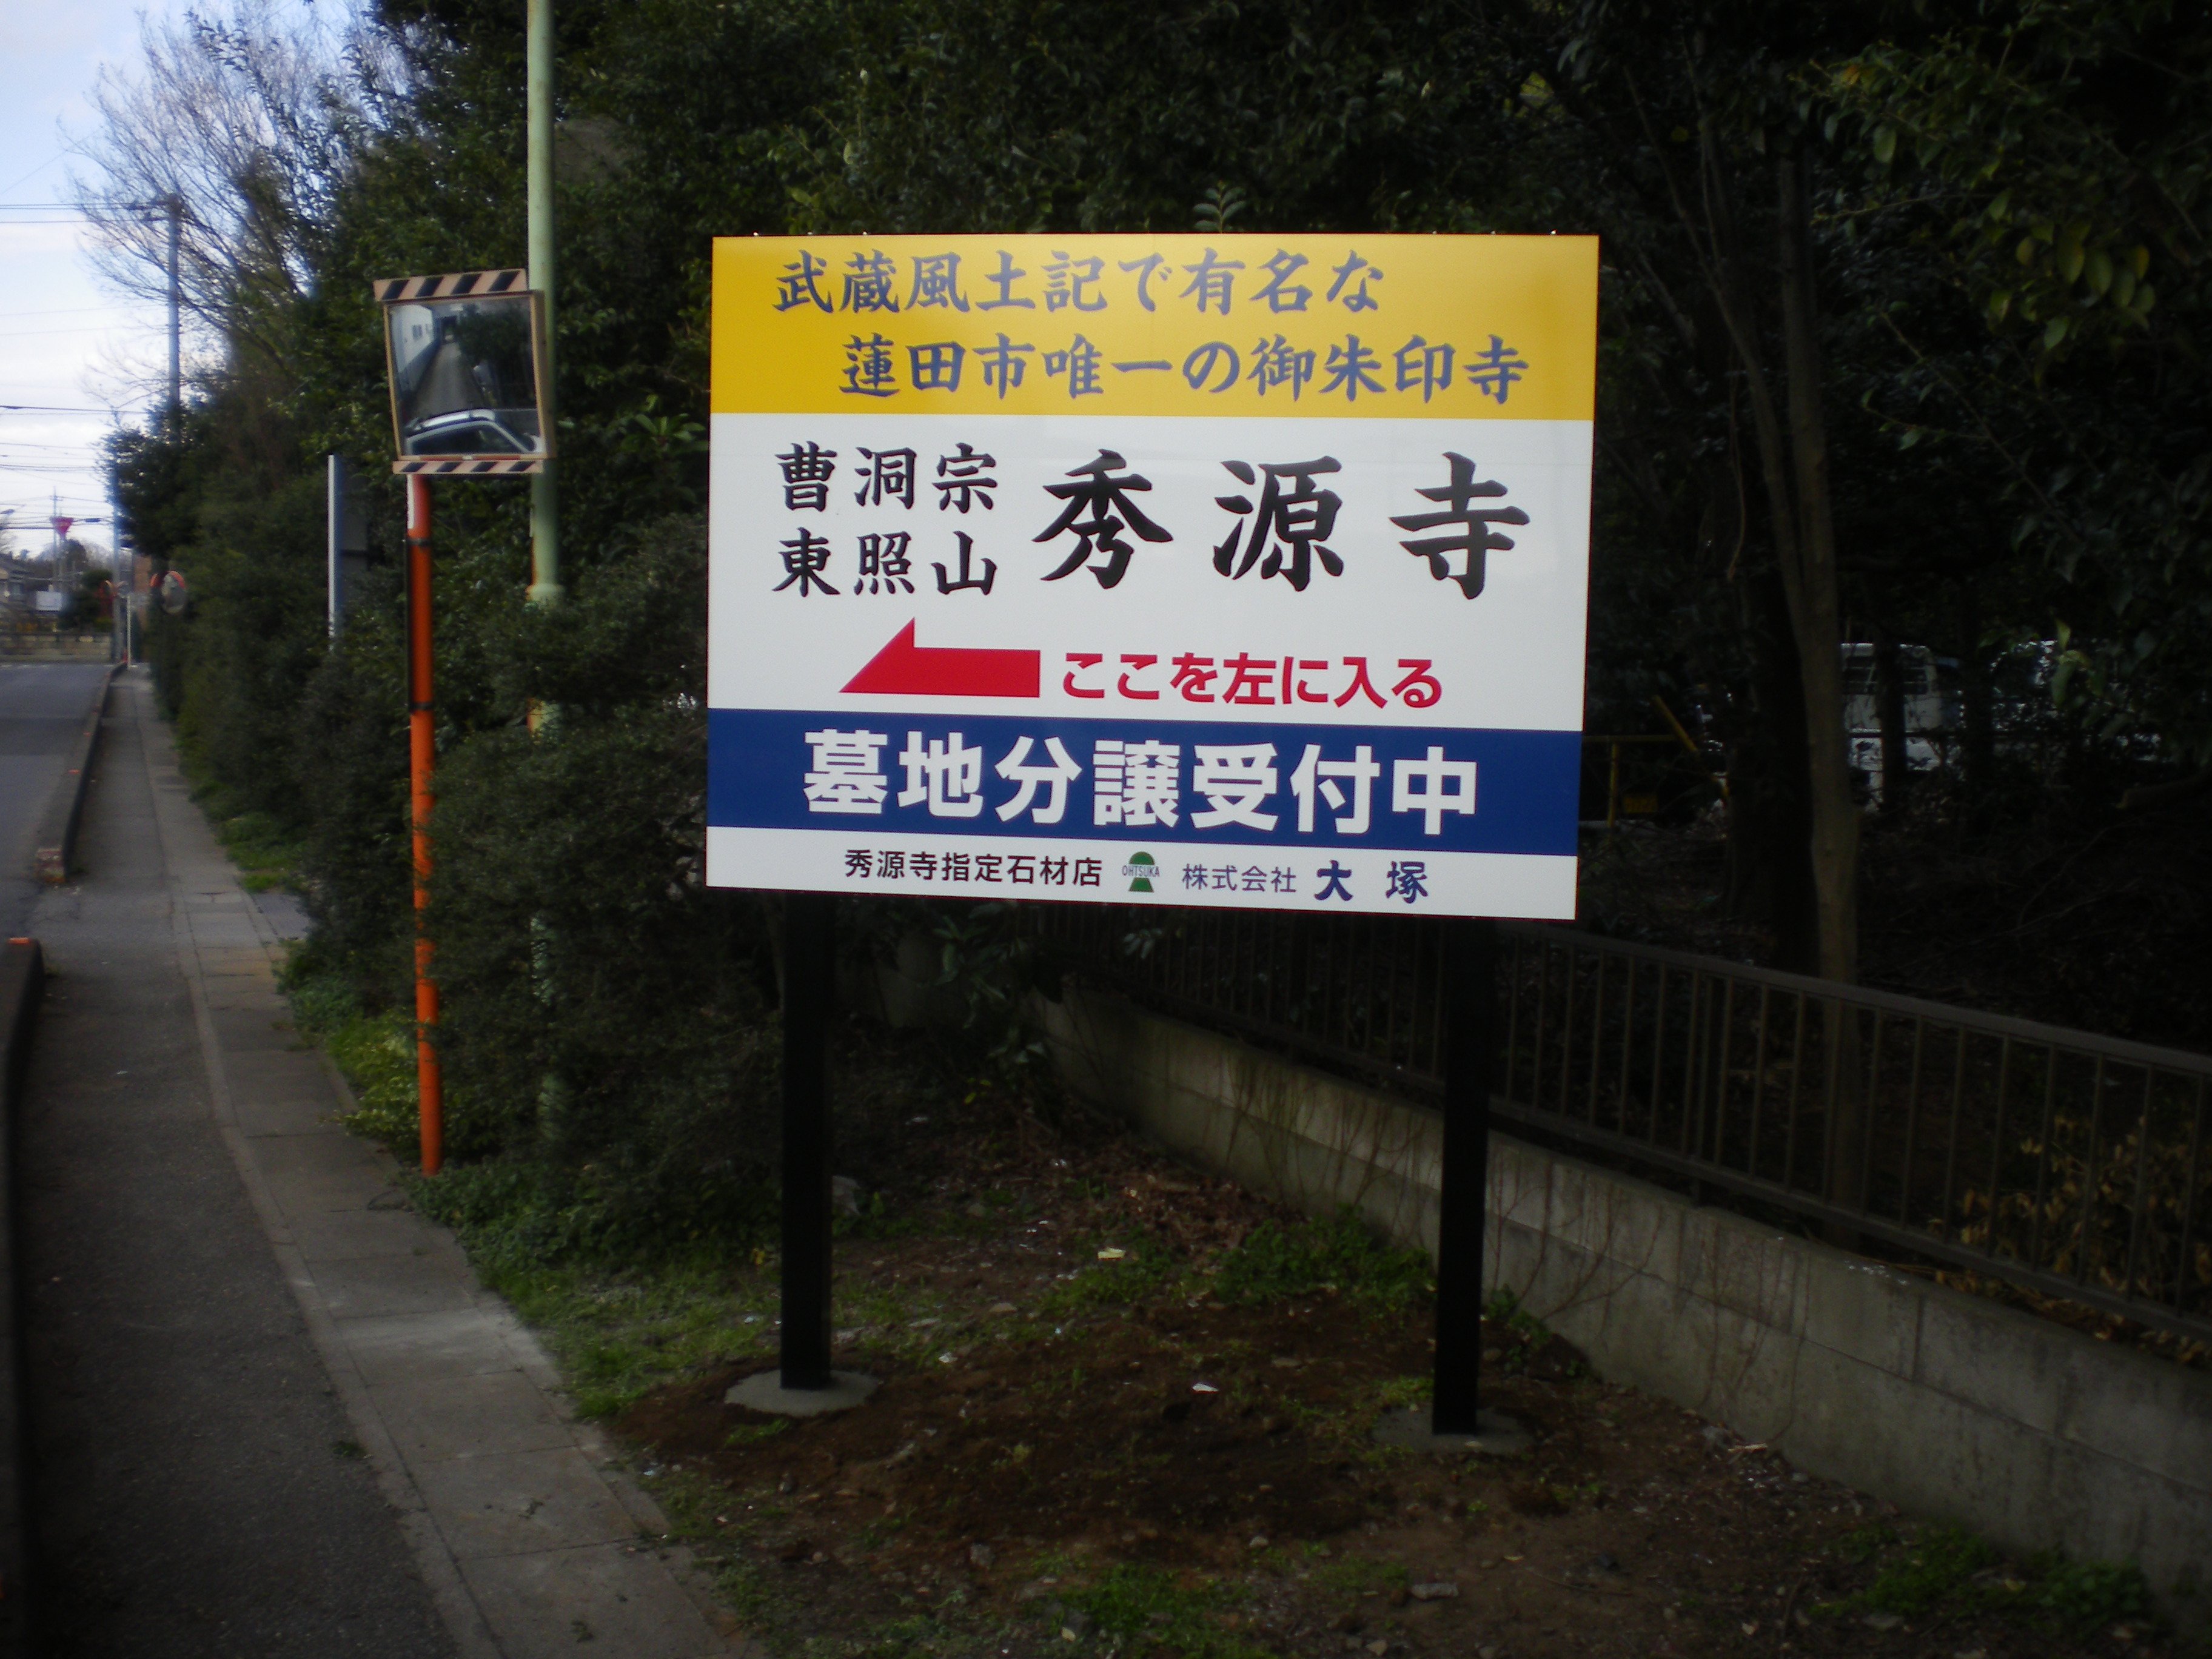 武蔵風土記で有名な
蓮田市唯一の御朱印寺
曹洞宗
東照山
秀源寺
ここを左に入る
墓地分譲受付中
秀源寺指定石材店 OHTSUKA 株式会社 大塚